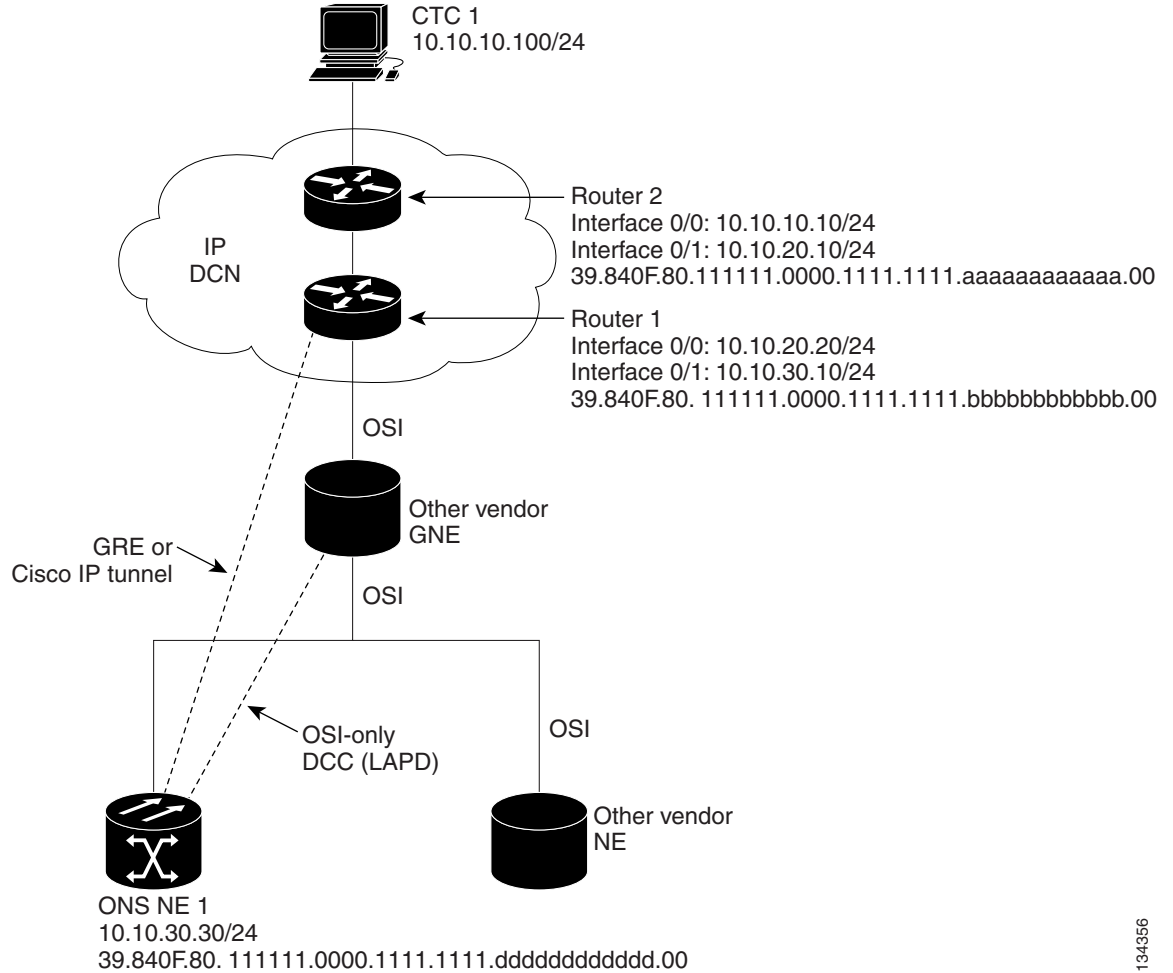 CTC 1
10.10.10.100/24
Router 2
Interface 0/0: 10.10.10.10/24
Interface 0/1: 10.10.20.10/24
39.840F.80.111111.0000.1111.1111.aaaaaaaaaaaa.00
IP
DCN
Router 1
Interface 0/0: 10.10.20.20/24
Interface 0/1: 10.10.30.10/24
39.840F.80. 111111.0000.1111.1111.bbbbbbbbbbbb.00
OSI
Other vendor
GNE
GRE or
Cisco IP tunnel
OSI
OSI-only
DCC (LAPD)
OSI
Other vendor
NE
ONS NE 1
10.10.30.30/24
39.840F.80. 111111.0000.1111.1111.dddddddddddd.00
134356